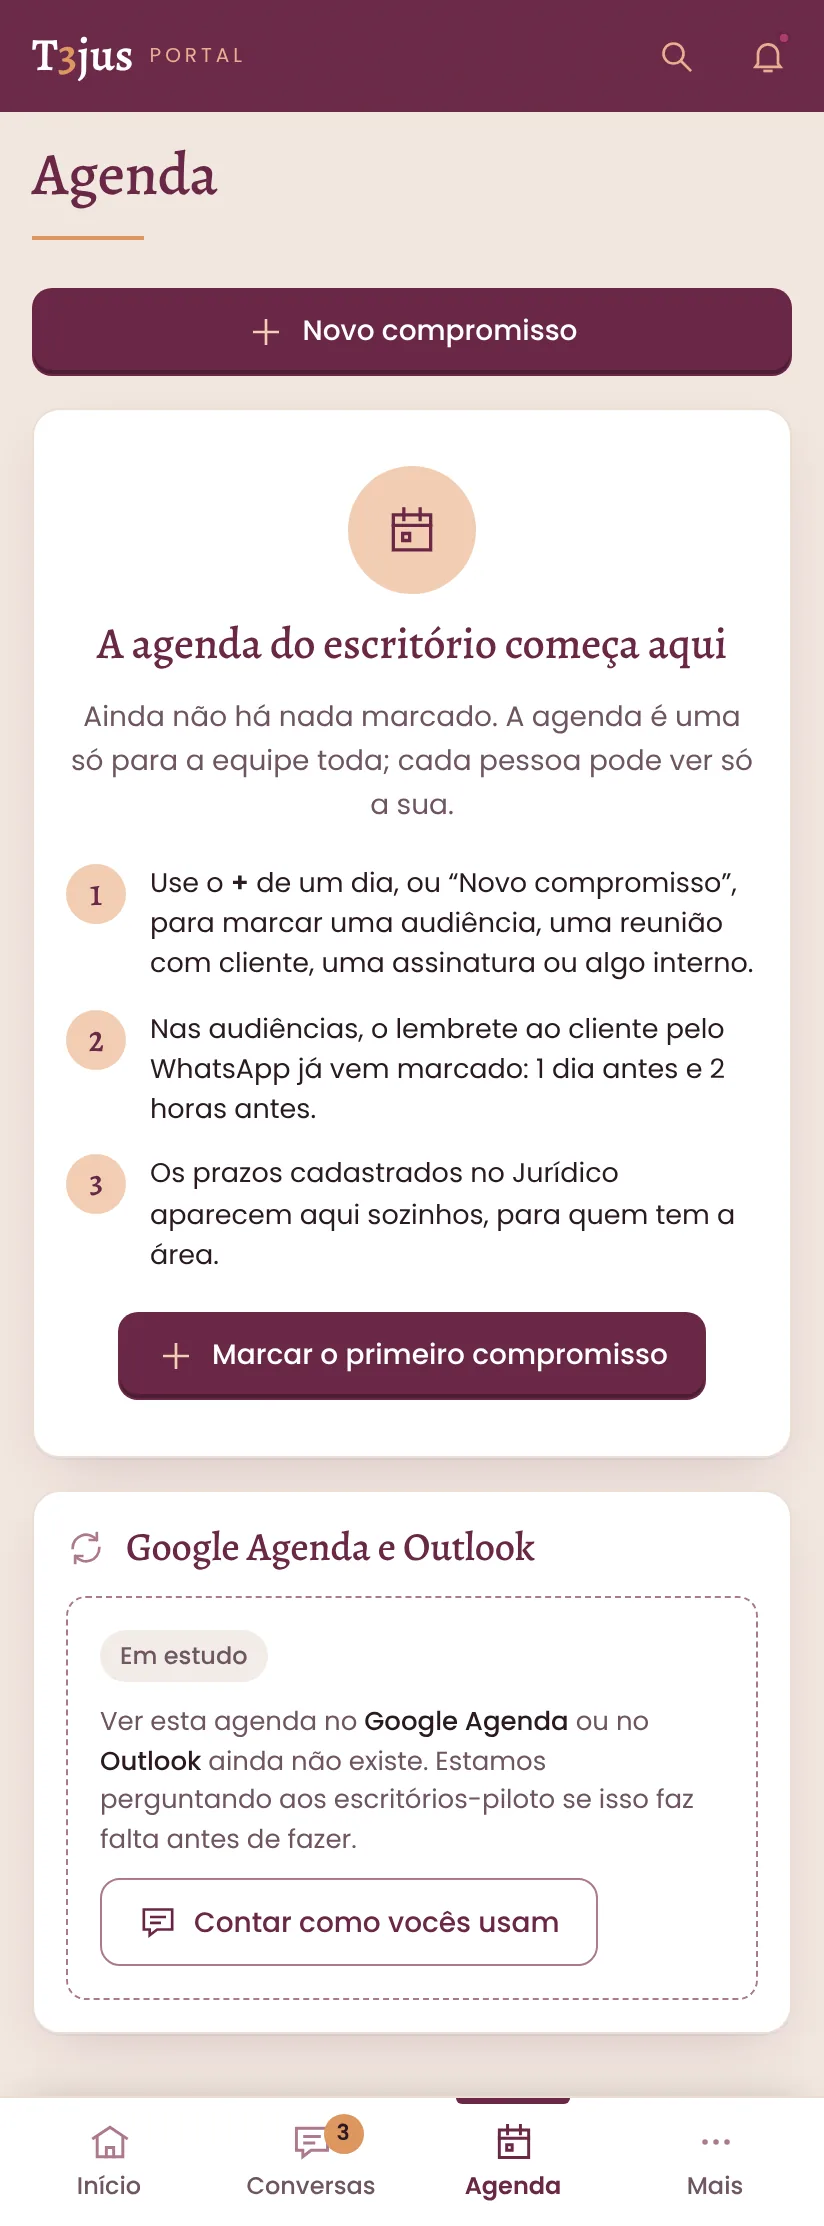 T3jus PORTAL
Agenda
Novo compromisso
A agenda do escritório começa aqui
Ainda não há nada marcado. A agenda é uma
só para a equipe toda; cada pessoa pode ver só
a sua.
1
Use o + de um dia, ou “Novo compromisso”,
para marcar uma audiência, uma reunião
com cliente, uma assinatura ou algo interno.
2
Nas audiências, o lembrete ao cliente pelo
WhatsApp já vem marcado: 1 dia antes e 2
horas antes.
3
Os prazos cadastrados no Jurídico
aparecem aqui sozinhos, para quem tem a
área.
Marcar o primeiro compromisso
Google Agenda e Outlook
Em estudo
Ver esta agenda no Google Agenda ou no
Outlook ainda não existe. Estamos
perguntando aos escritórios-piloto se isso faz
falta antes de fazer.
Contar como vocês usam
3
Início
Conversas
Agenda
Mais